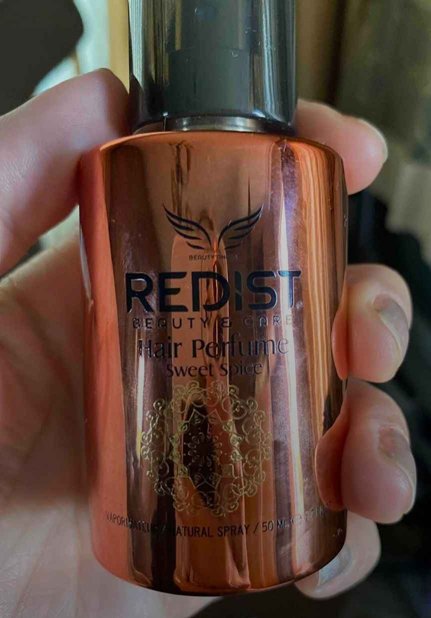 REDIST
BEAUTY & CARE
Hair Perfume
Sweet Spice
NATURAL SPRAY / 50